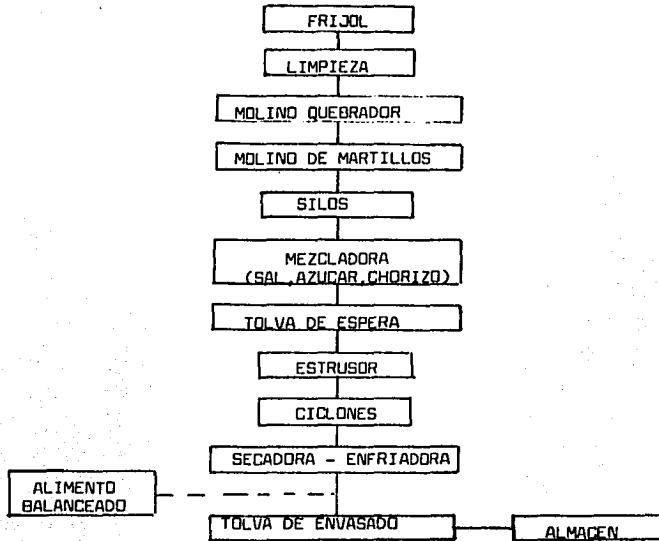 FRIJOL
LIMPIEZA
MOLINO QUEBRADOR
MOLINO DE MARTILLOS
SILOS
MEZCLADORA
(SAL,AZUCAR,CHORIZO)
TOLVA DE ESPERA
ESTRUSOR
CICLONES
SECADORA - ENFRIADORA
ALIMENTO
BALANCEADO
TOLVA DE ENVASADO
ALMACEN